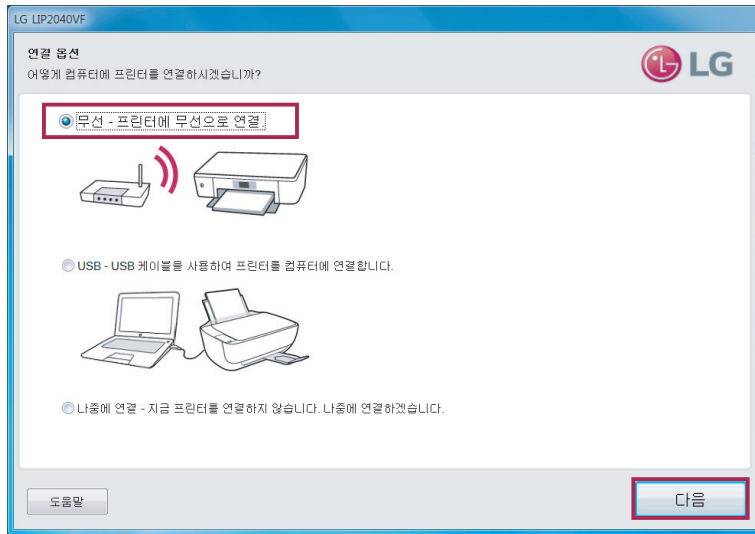 LG LIP2040VF
연결 옵션
어떻게 컴퓨터에 프린터를 연결하시겠습니까?
LG
무선 - 프린터에 무선으로 연결.
USB - USB 케이블을 사용하여 프린터를 컴퓨터에 연결합니다.
나중에 연결 - 지금 프린터를 연결하지 않습니다. 나중에 연결하겠습니다.
도움말
다음